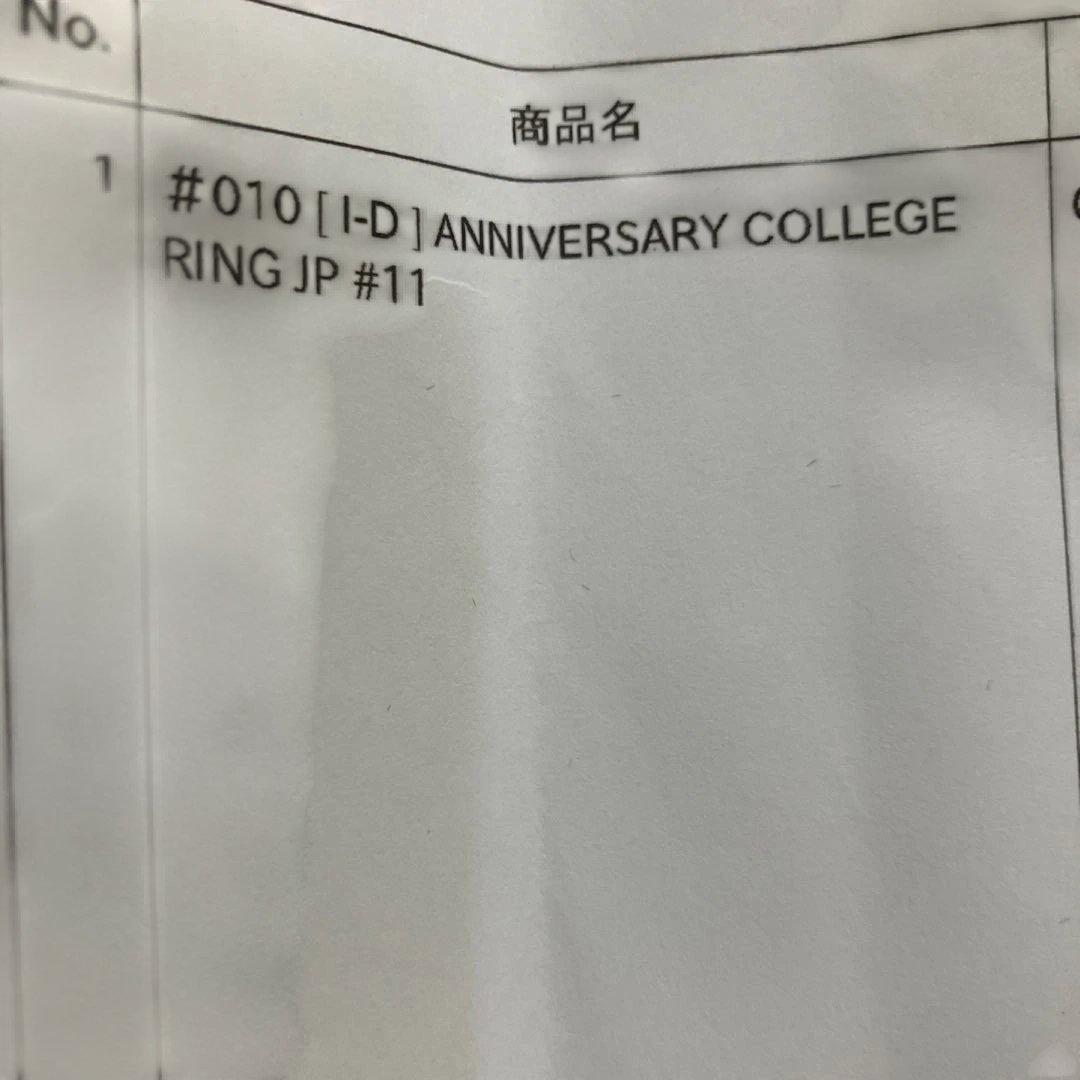 No.
商品名
1
#010 [ I-D ] ANNIVERSARY COLLEGE
RING JP #11